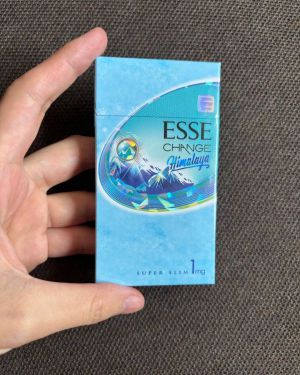 ESSE
CHANGE
Himalaya
SUPER SLIM 1mg